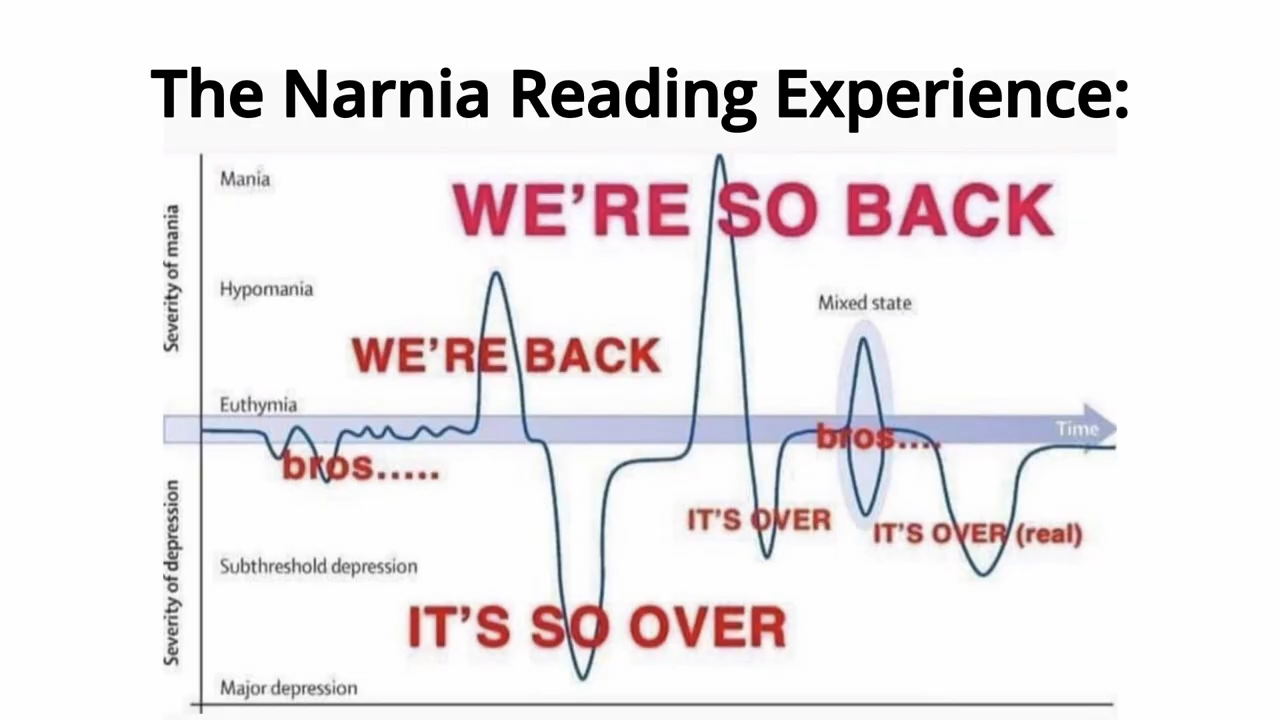 The Narnia Reading Experience:
Severity of mania
Mania
WE'RE SO BACK
Hypomania
Mixed state
WE'RE BACK
Euthymia
Time
bros....
bros.....
Severity of depression
IT'S OVER
IT'S OVER (real)
Subthreshold depression
IT'S SO OVER
Major depression